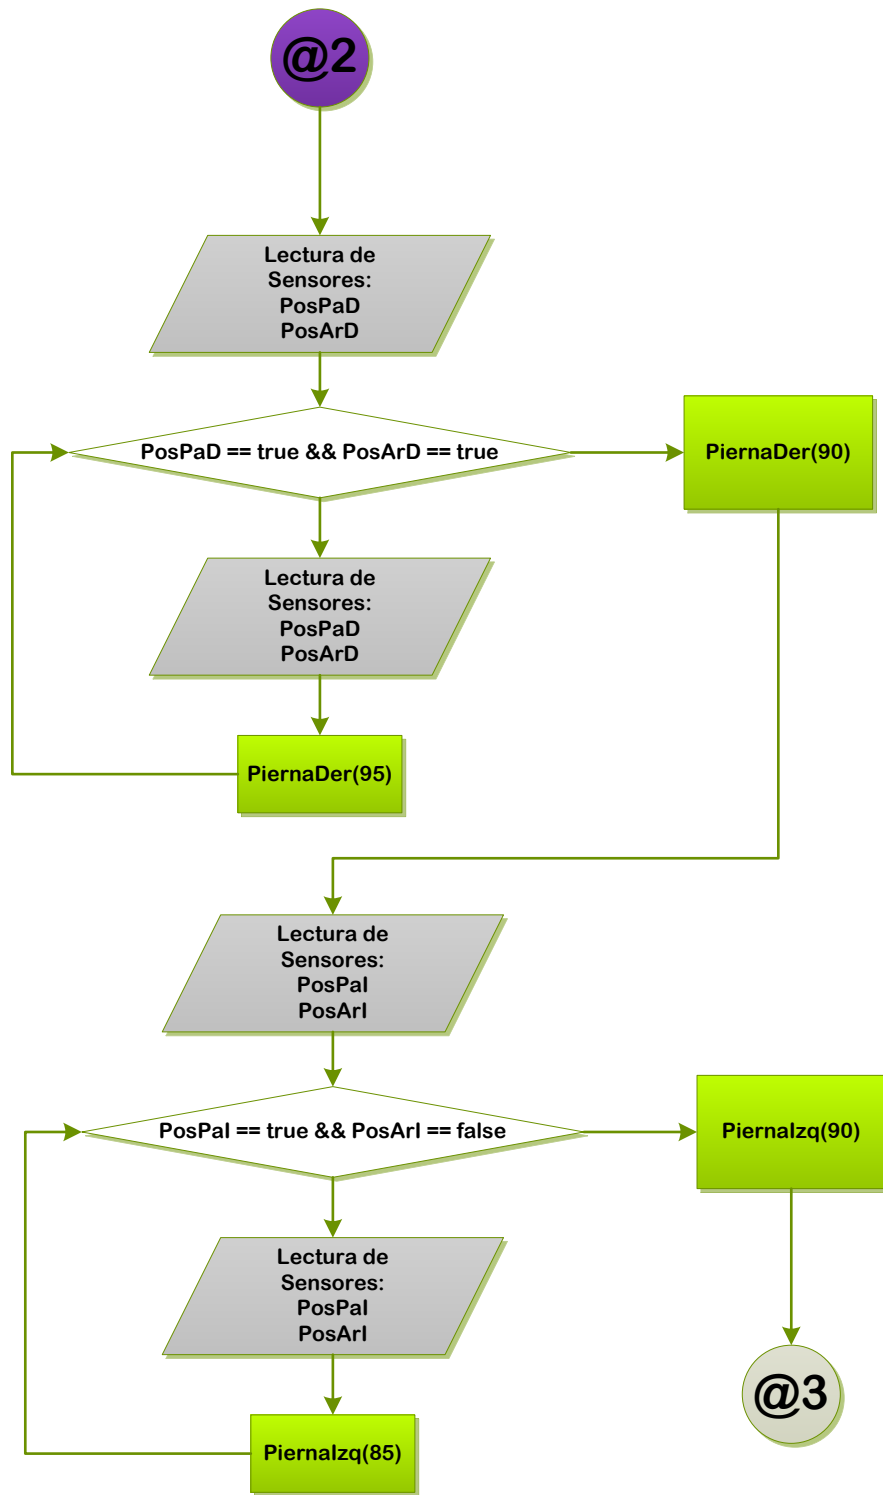 @2
Lectura de
Sensores:
PosPaD
PosArD
PosPaD == true && PosArD == true
PiernaDer(90)
Lectura de
Sensores:
PosPaD
PosArD
PiernaDer(95)
Lectura de
Sensores:
PosPaI
PosArI
PosPaI == true && PosArI == false
PiernaIzq(90)
Lectura de
Sensores:
PosPaI
PosArI
@3
PiernaIzq(85)